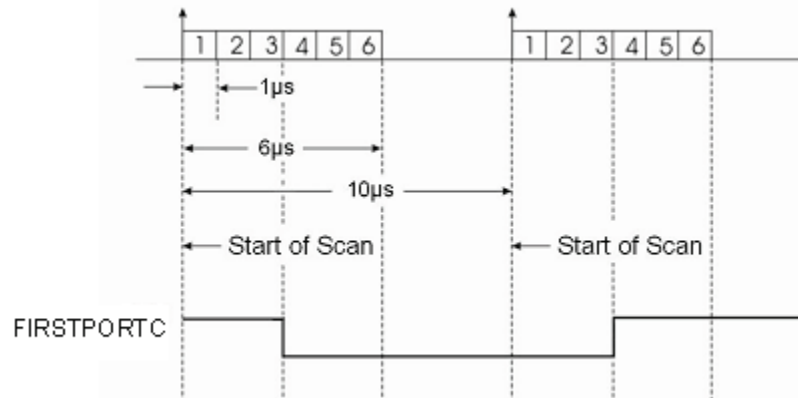 1 2 3 4 5 6 1 2 3 4 5 6
1µs
6µs
10µs
Start of Scan Start of Scan
FIRSTPORTC